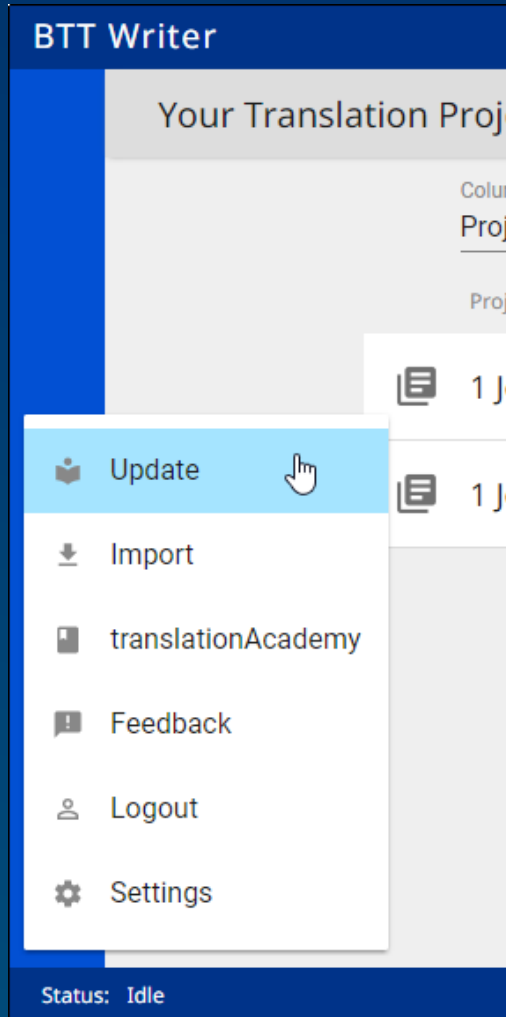 BTT Writer
Your Translation Proj
Colu
Proj
Proj
1 J
1 J
Update
Import
translationAcademy
Feedback
Logout
Settings
Status: Idle